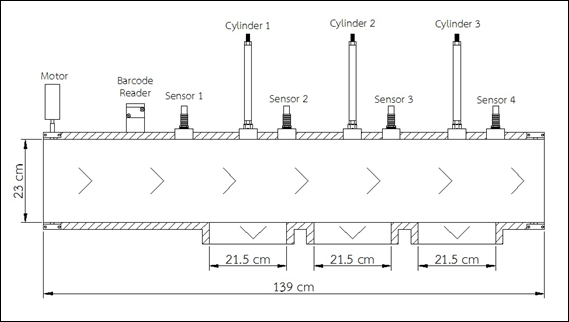 Cylinder 1
Cylinder 2
Cylinder 3
Motor
Barcode
Reader
Sensor 1
Sensor 2
Sensor 3
Sensor 4
23 cm
21.5 cm
21.5 cm
21.5 cm
139 cm